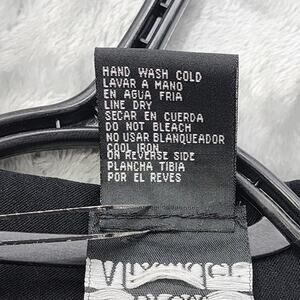 HAND WASH COLD
LAVAR A MANO
EN AGUA FRIA
LINE DRY
SECAR EN CUERDA
DO NOT BLEACH
NO USAR BLANQUEADOR
COOL IRON
ON REVERSE SIDE
PLANCHA TIBIA
POR EL REVES